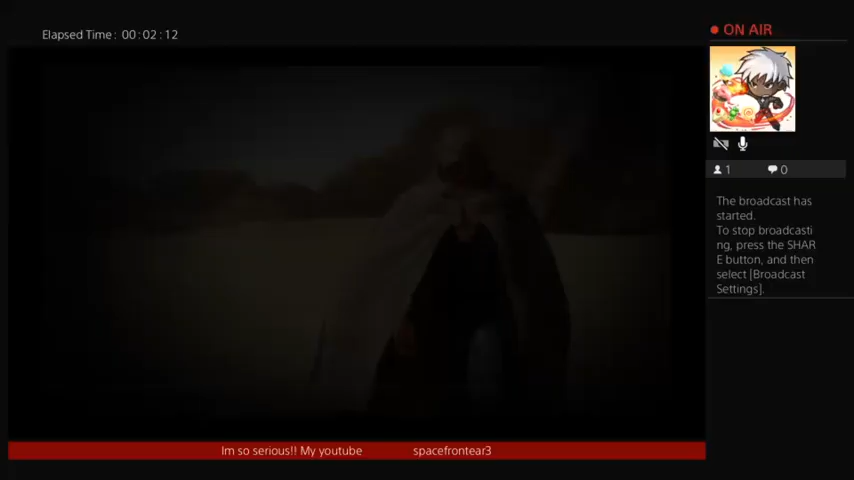 Elapsed Time: 00:02:12
ON AIR
1 0
The broadcast has
started.
To stop broadcasti
ng, press the SHAR
E button, and then
select [Broadcast
Settings].
Im so serious!! My youtube spacefrontear3